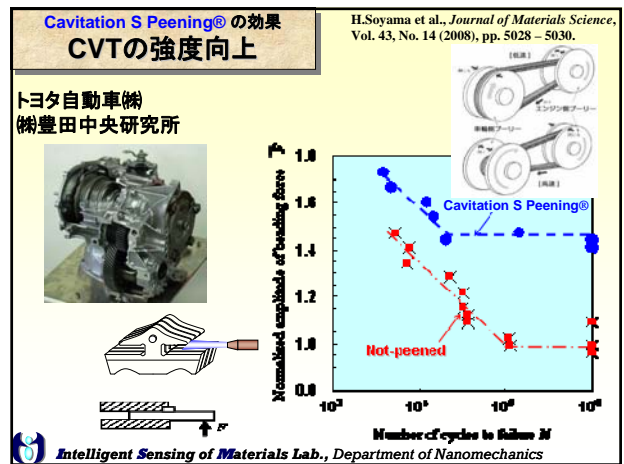 Cavitation S Peening® の効果
CVTの強度向上
H.Soyama et al., Journal of Materials Science,
Vol. 43, No. 14 (2008), pp. 5028 – 5030.
トヨタ自動車㈱
㈱豊田中央研究所
[低速]
エンジン側プーリー
車輪側プーリー
[高速]
Normalized amplitude of bending force
1.8
1.6
1.4
1.2
1.0
0.8
Cavitation S Peening®
Not-peened
Number of cycles to failure N
F
Intelligent Sensing of Materials Lab., Department of Nanomechanics